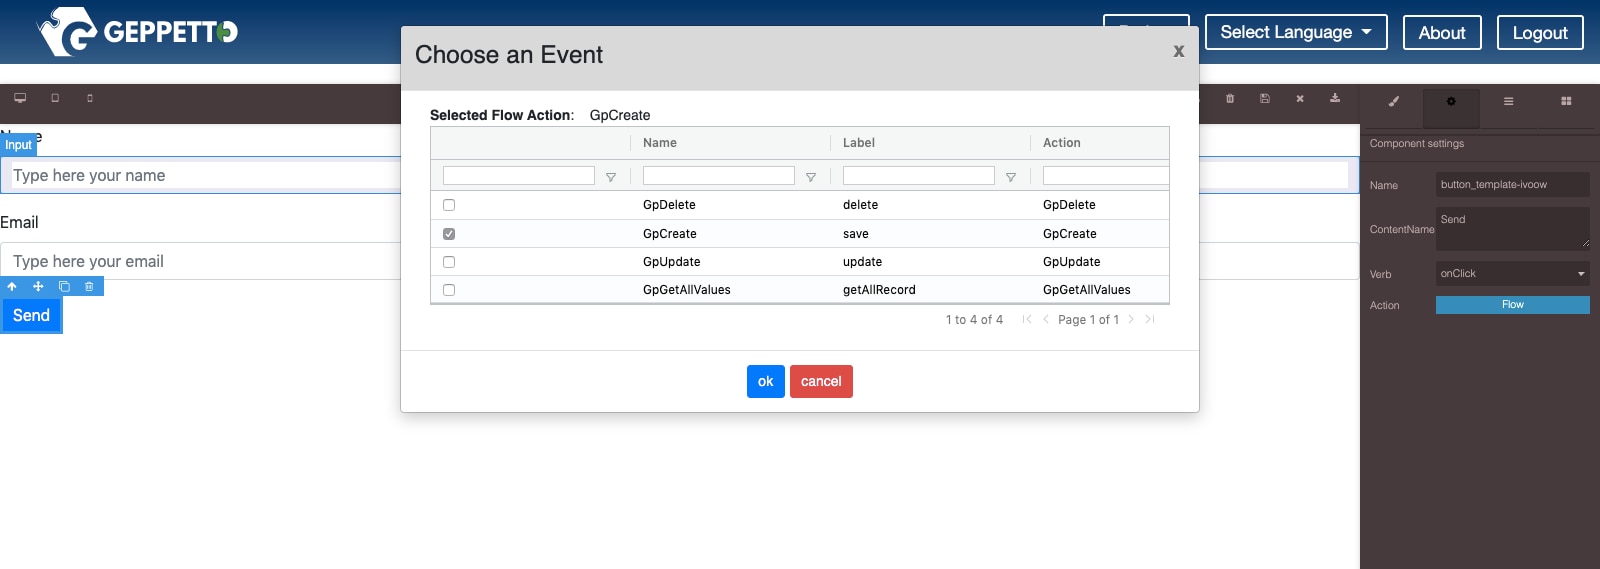 GEPPETTO
Select Language
About
Logout
Choose an Event
x
Selected Flow Action: GpCreate
Name Label Action
GpDelete delete GpDelete
GpCreate save GpCreate
GpUpdate update GpUpdate
GpGetAllValues getAllRecord GpGetAllValues
1 to 4 of 4 Page 1 of 1
ok cancel
Input
Type here your name
Email
Type here your email
Send
Component settings
Name button_template-ivoow
ContentName Send
Verb onClick
Action Flow